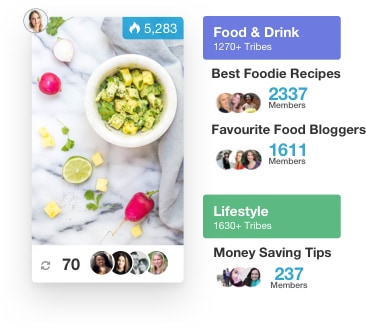 5,283
70
Food & Drink
1270+ Tribes
Best Foodie Recipes
2337
Members
Favourite Food Bloggers
1611
Members
Lifestyle
1630+ Tribes
Money Saving Tips
237
Members